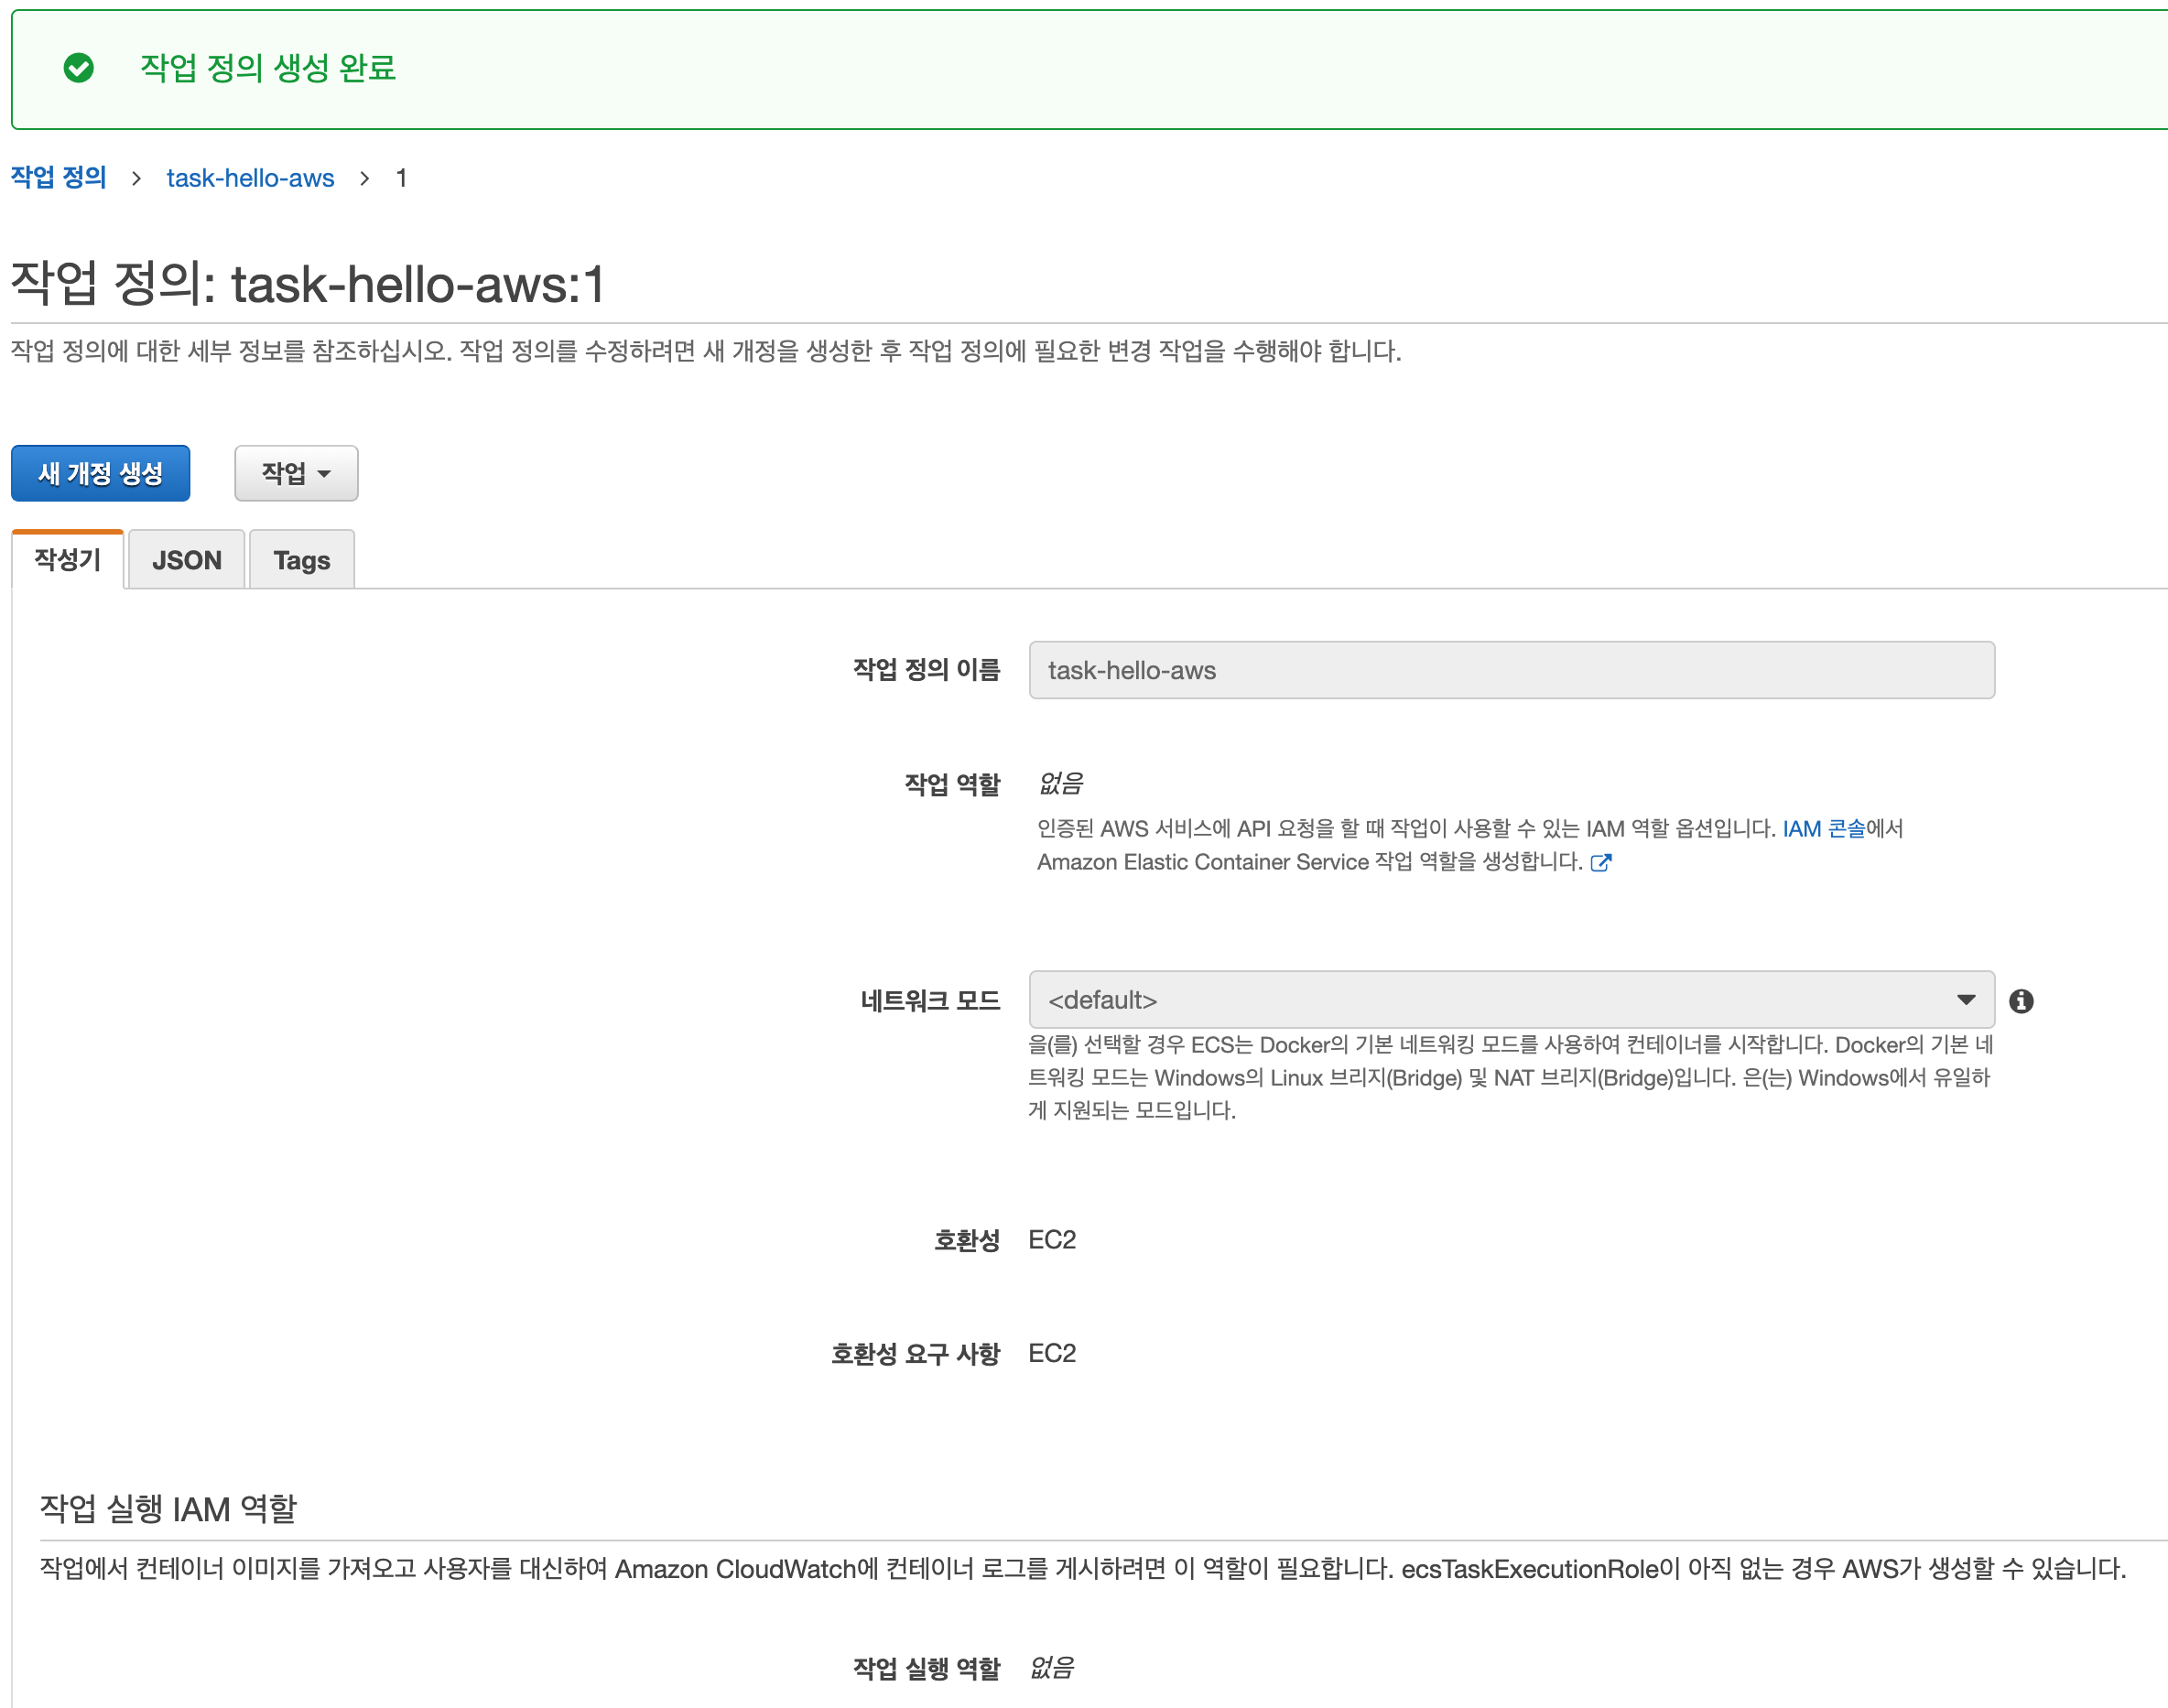 작업 정의 생성 완료
작업 정의 > task-hello-aws > 1
작업 정의: task-hello-aws:1
작업 정의에 대한 세부 정보를 참조하십시오. 작업 정의를 수정하려면 새 개정을 생성한 후 작업 정의에 필요한 변경 작업을 수행해야 합니다.
새 개정 생성 작업
작성기 JSON Tags
작업 정의 이름 task-hello-aws
작업 역할 없음
인증된 AWS 서비스에 API 요청을 할 때 작업이 사용할 수 있는 IAM 역할 옵션입니다. IAM 콘솔에서
Amazon Elastic Container Service 작업 역할을 생성합니다.
네트워크 모드 <default>
을(를) 선택할 경우 ECS는 Docker의 기본 네트워킹 모드를 사용하여 컨테이너를 시작합니다. Docker의 기본 네
트워킹 모드는 Windows의 Linux 브리지(Bridge) 및 NAT 브리지(Bridge)입니다. 은(는) Windows에서 유일하
게 지원되는 모드입니다.
호환성 EC2
호환성 요구 사항 EC2
작업 실행 IAM 역할
작업에서 컨테이너 이미지를 가져오고 사용자를 대신하여 Amazon CloudWatch에 컨테이너 로그를 게시하려면 이 역할이 필요합니다. ecsTaskExecutionRole이 아직 없는 경우 AWS가 생성할 수 있습니다.
작업 실행 역할 없음